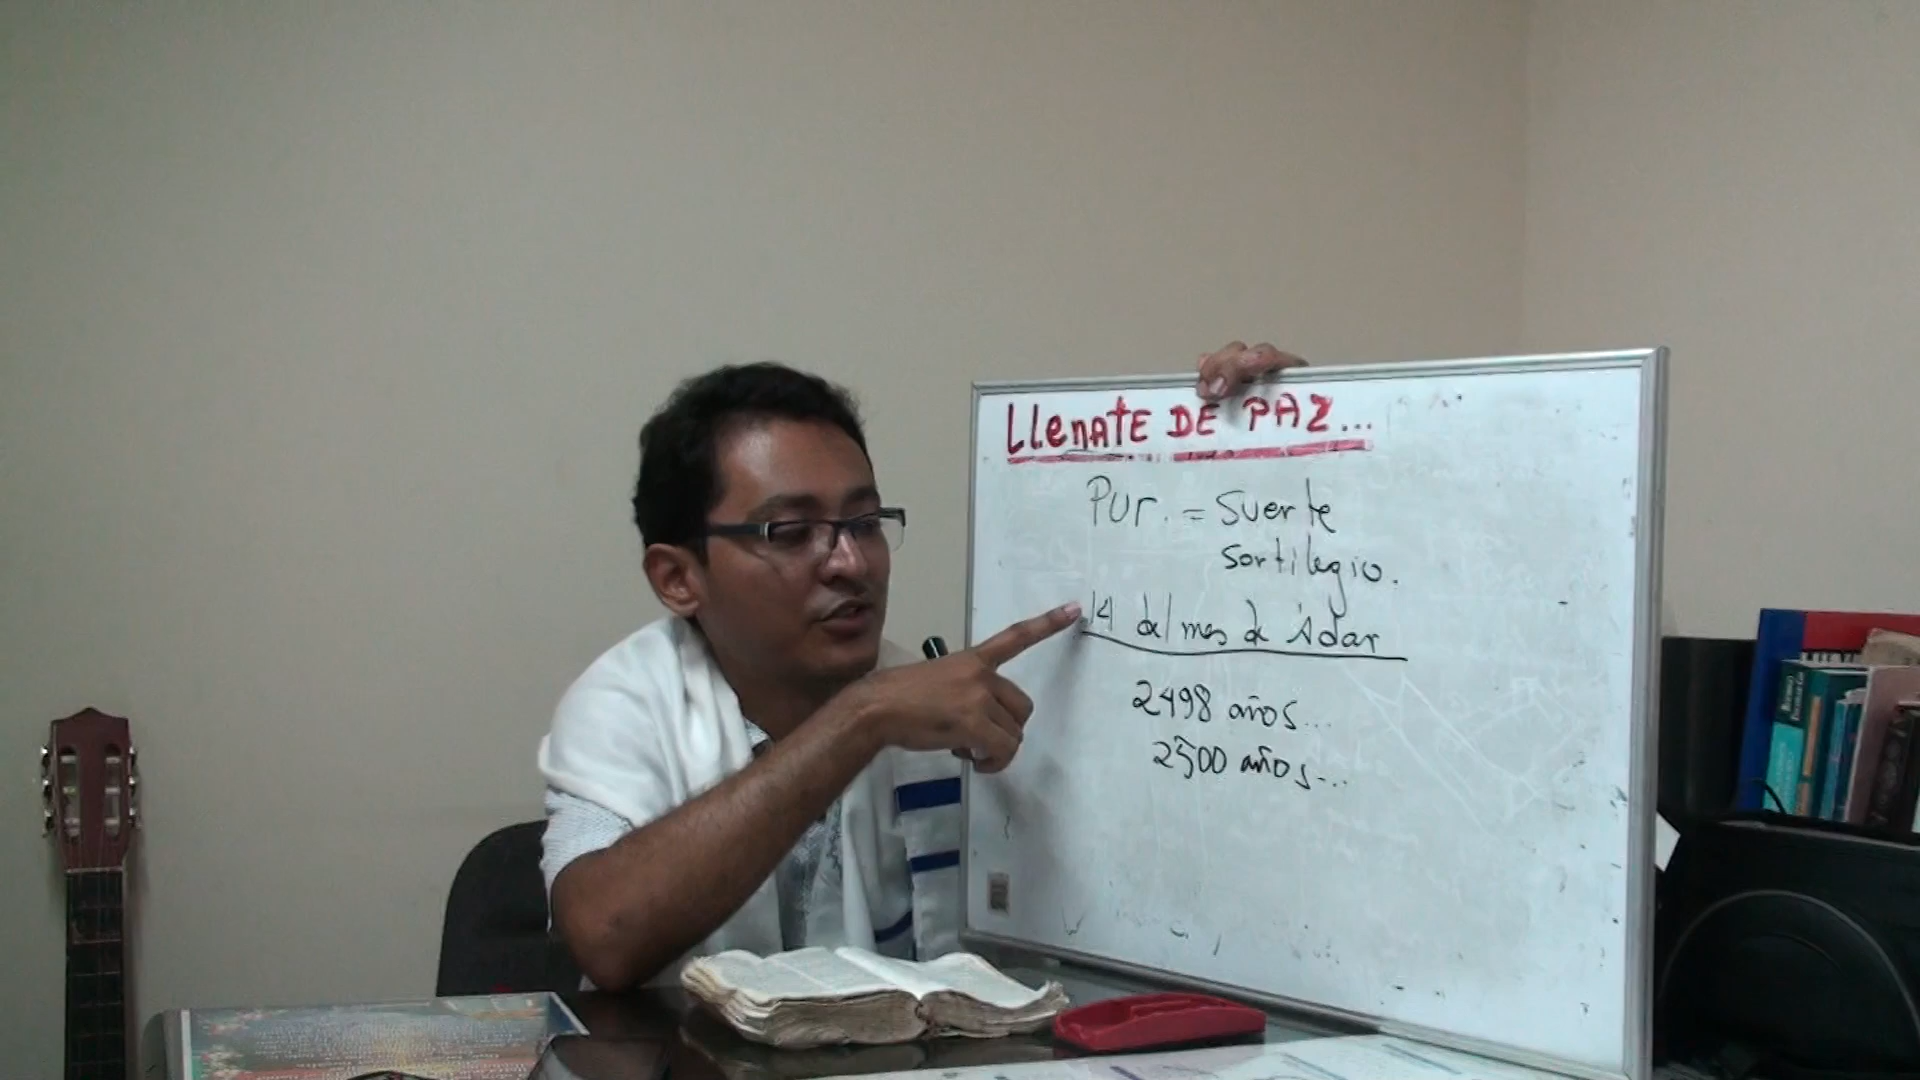 LLeNATE DE PAZ...
Pur. = suerte
sortilegio.
14 del mes de Adar
2498 años...
2500 años...